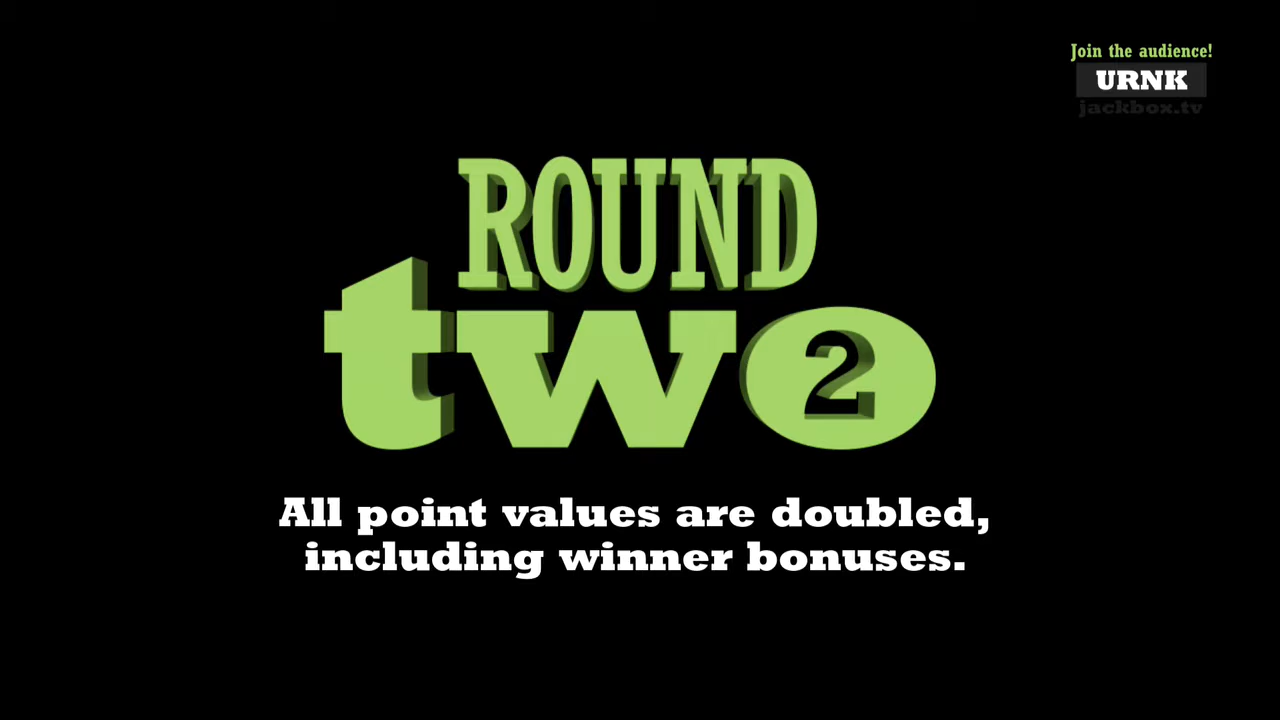 Join the audience!
URNK
jackbox.tv
ROUND
two
2
All point values are doubled,
including winner bonuses.